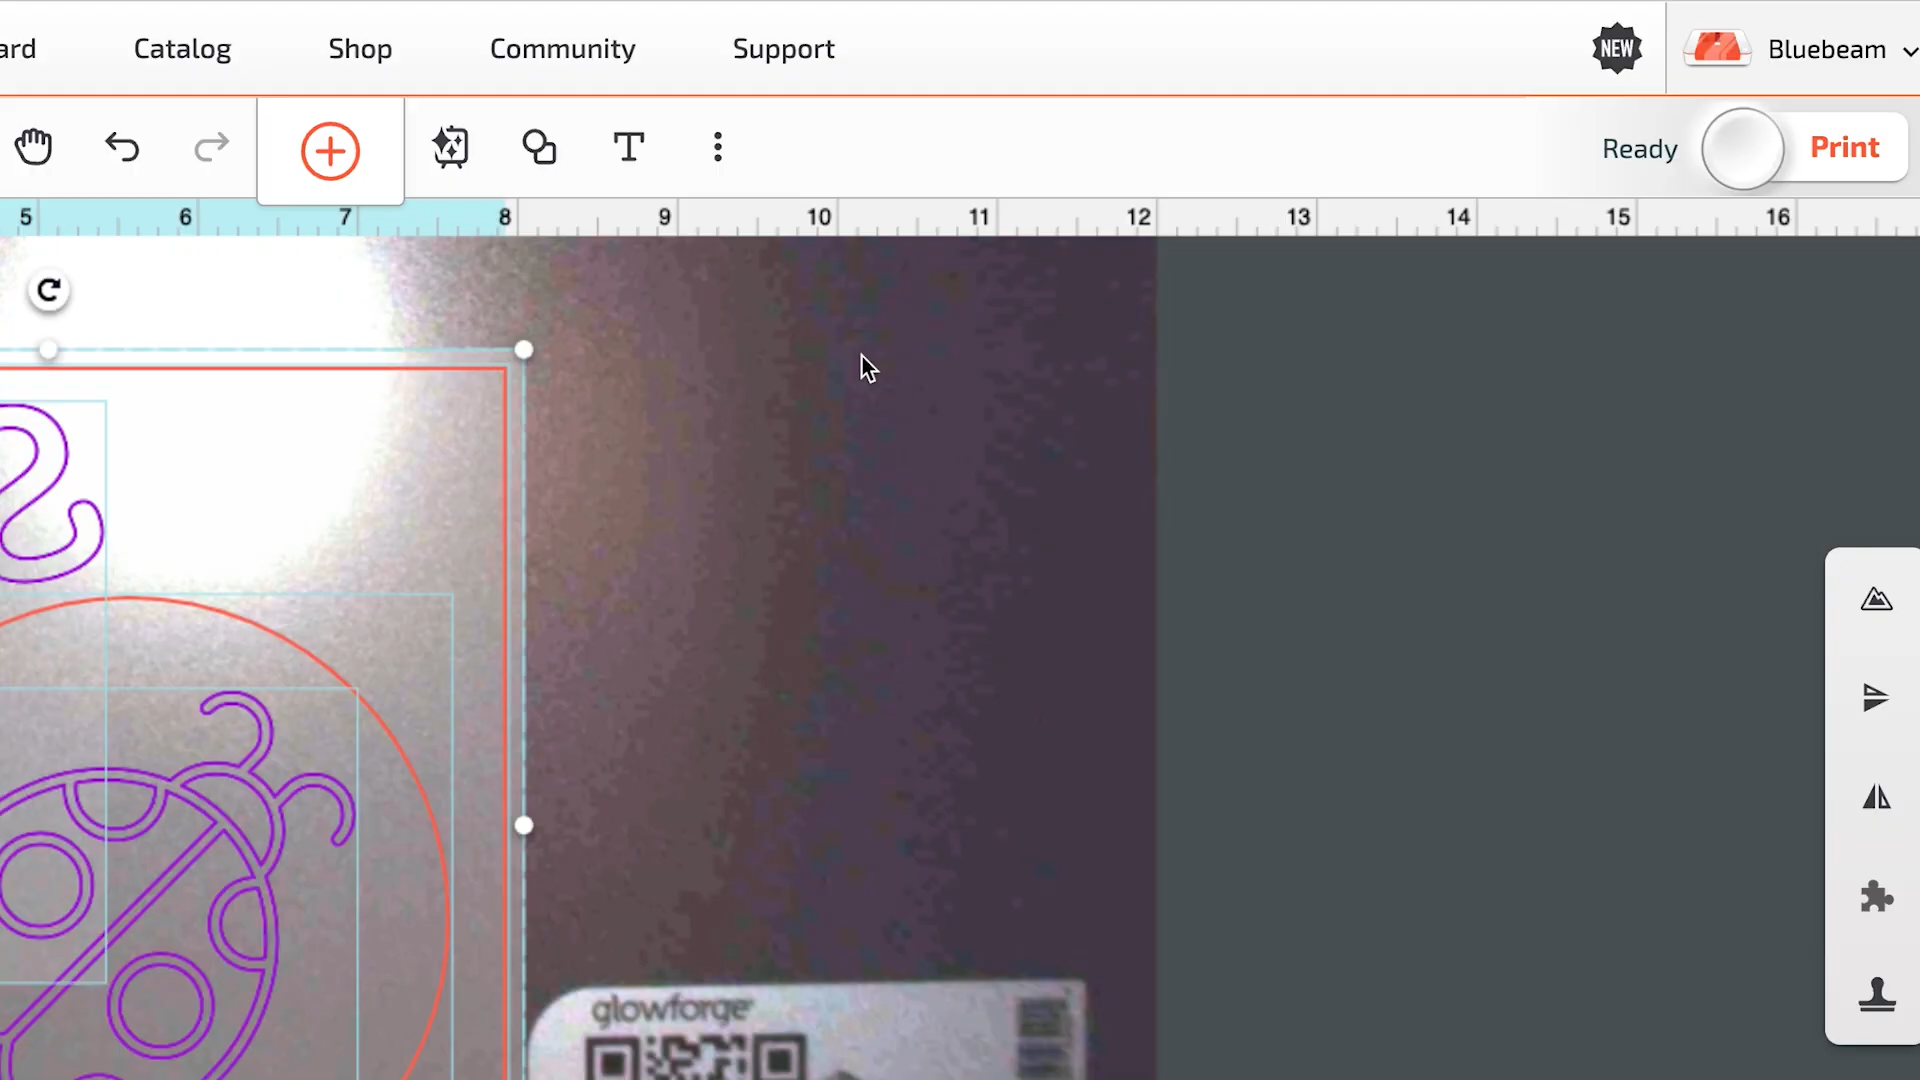 ard Catalog Shop Community Support NEW Bluebeam
T Ready Print
5 6 7 8 9 10 11 12 13 14 15 16
S
glowforge